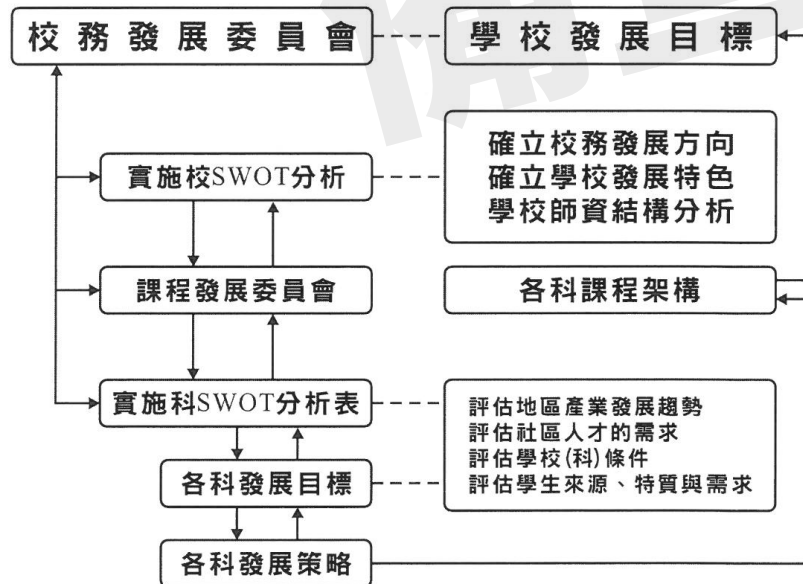 校務發展委員會
學校發展目標
實施校SWOT分析
確立校務發展方向
確立學校發展特色
學校師資結構分析
課程發展委員會
各科課程架構
實施科SWOT分析表
評估地區產業發展趨勢
評估社區人才的需求
評估學校(科)條件
評估學生來源、特質與需求
各科發展目標
各科發展策略